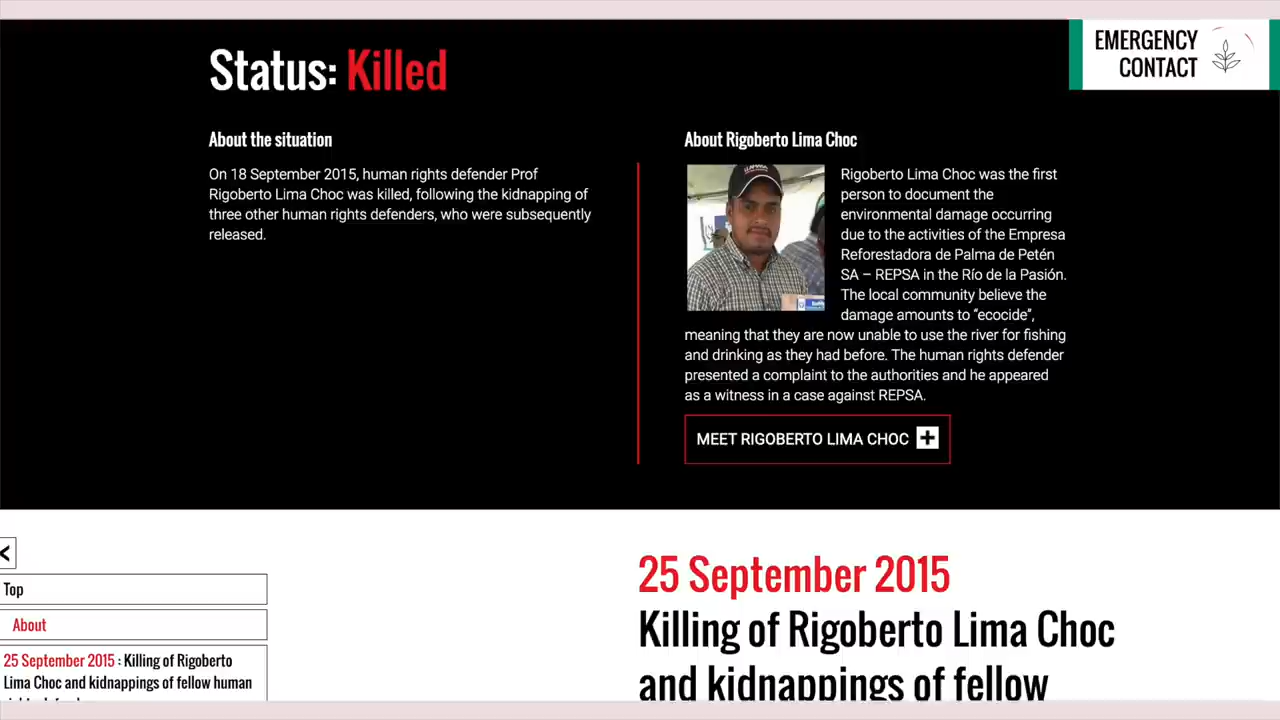 EMERGENCY
CONTACT
Status: Killed
About the situation
On 18 September 2015, human rights defender Prof
Rigoberto Lima Choc was killed, following the kidnapping of
three other human rights defenders, who were subsequently
released.
About Rigoberto Lima Choc
Rigoberto Lima Choc was the first
person to document the
environmental damage occurring
due to the activities of the Empresa
Reforestadora de Palma de Petén
SA – REPSA in the Río de la Pasión.
The local community believe the
damage amounts to “ecocide”,
meaning that they are now unable to use the river for fishing
and drinking as they had before. The human rights defender
presented a complaint to the authorities and he appeared
as a witness in a case against REPSA.
MEET RIGOBERTO LIMA CHOC
<
Top
About
25 September 2015 : Killing of Rigoberto
Lima Choc and kidnappings of fellow human
25 September 2015
Killing of Rigoberto Lima Choc
and kidnappings of fellow